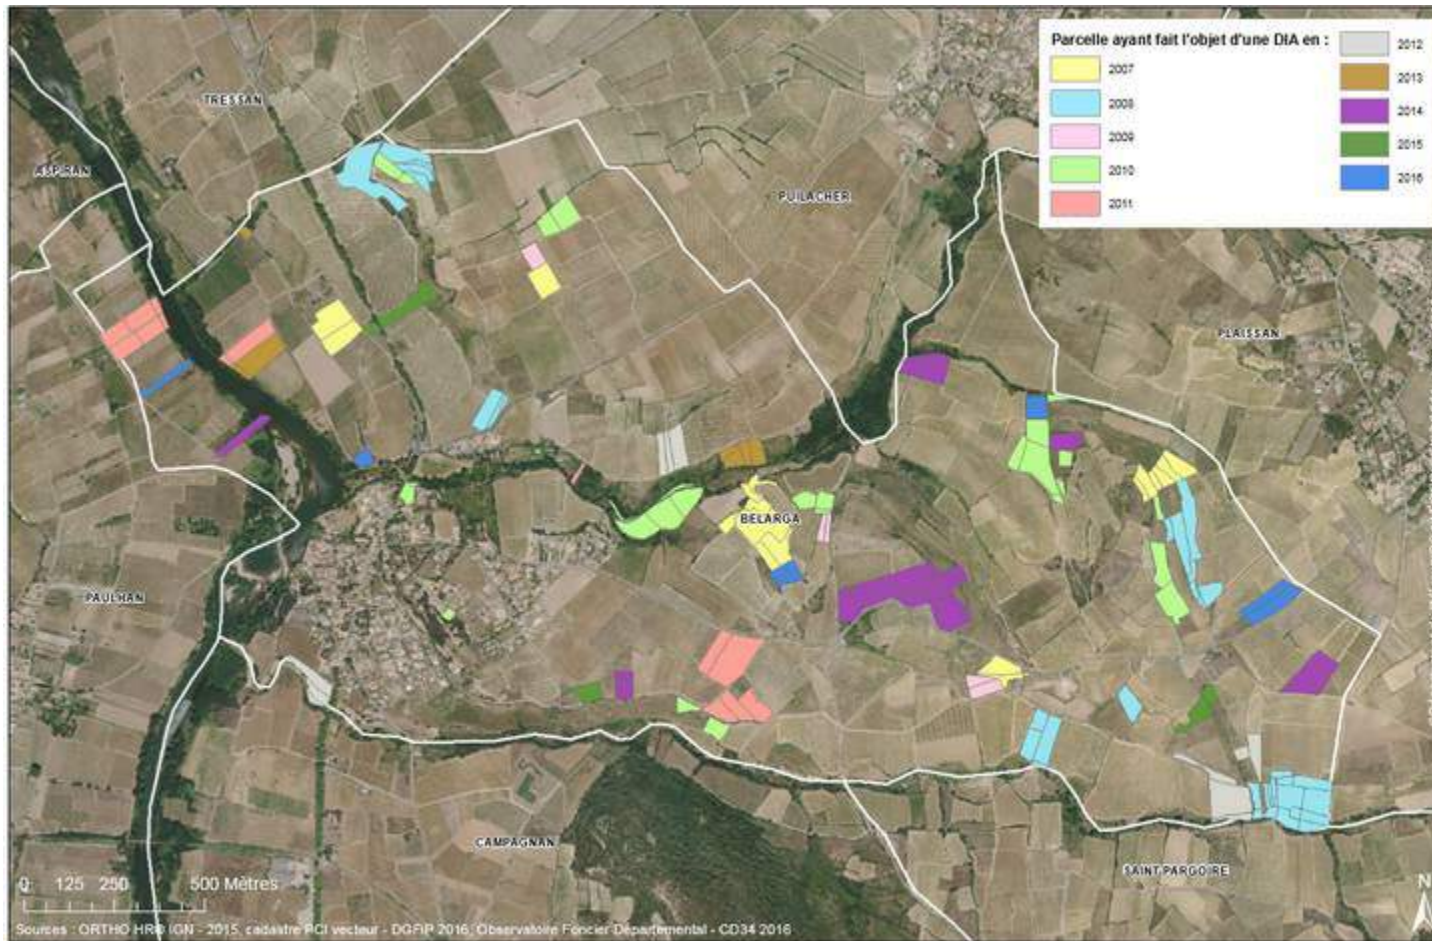 Parcelle ayant fait l'objet d'une DIA en :
2007
2008
2009
2010
2011
2012
2013
2014
2015
2016
TRESSAN
ASPIRAN
PUILACHER
PLAISSAN
BELARGA
PAULHAN
CAMPAGNAN
SAINT PARGOIRE
0 125 250 500 Mètres
N
Sources : ORTHO HR® IGN - 2015, cadastre PCI vecteur - DGFiP 2016, Observatoire Foncier Départemental - CD34 2016